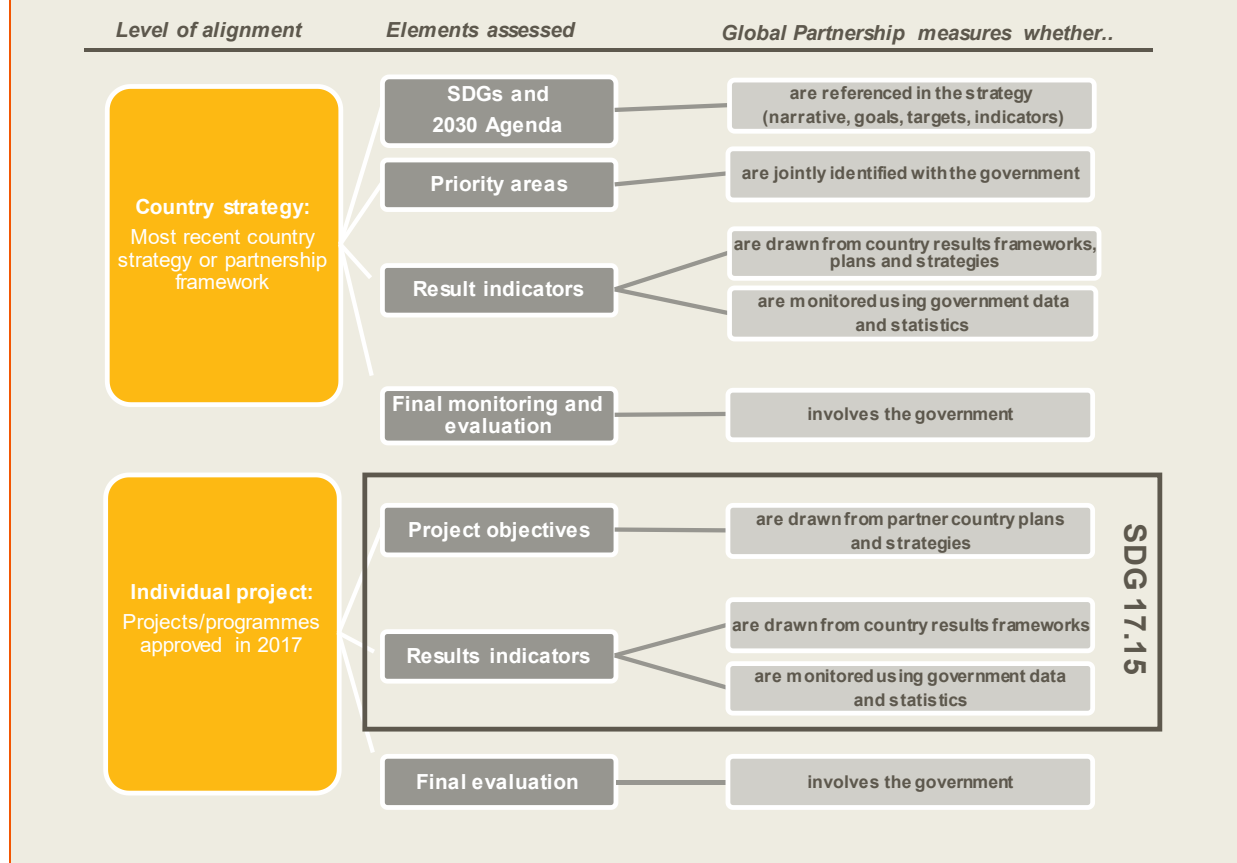 Level of alignment
Elements assessed
Global Partnership measures whether..
Country strategy:
Most recent country
strategy or partnership
framework
SDGs and
2030 Agenda
are referenced in the strategy
(narrative, goals, targets, indicators)
Priority areas
are jointly identified with the government
Result indicators
are drawn from country results frameworks,
plans and strategies
are monitored using government data
and statistics
Final monitoring and
evaluation
involves the government
Individual project:
Projects/programmes
approved in 2017
Project objectives
are drawn from partner country plans
and strategies
Results indicators
are drawn from country results frameworks
are monitored using government data
and statistics
SDG 17.15
Final evaluation
involves the government